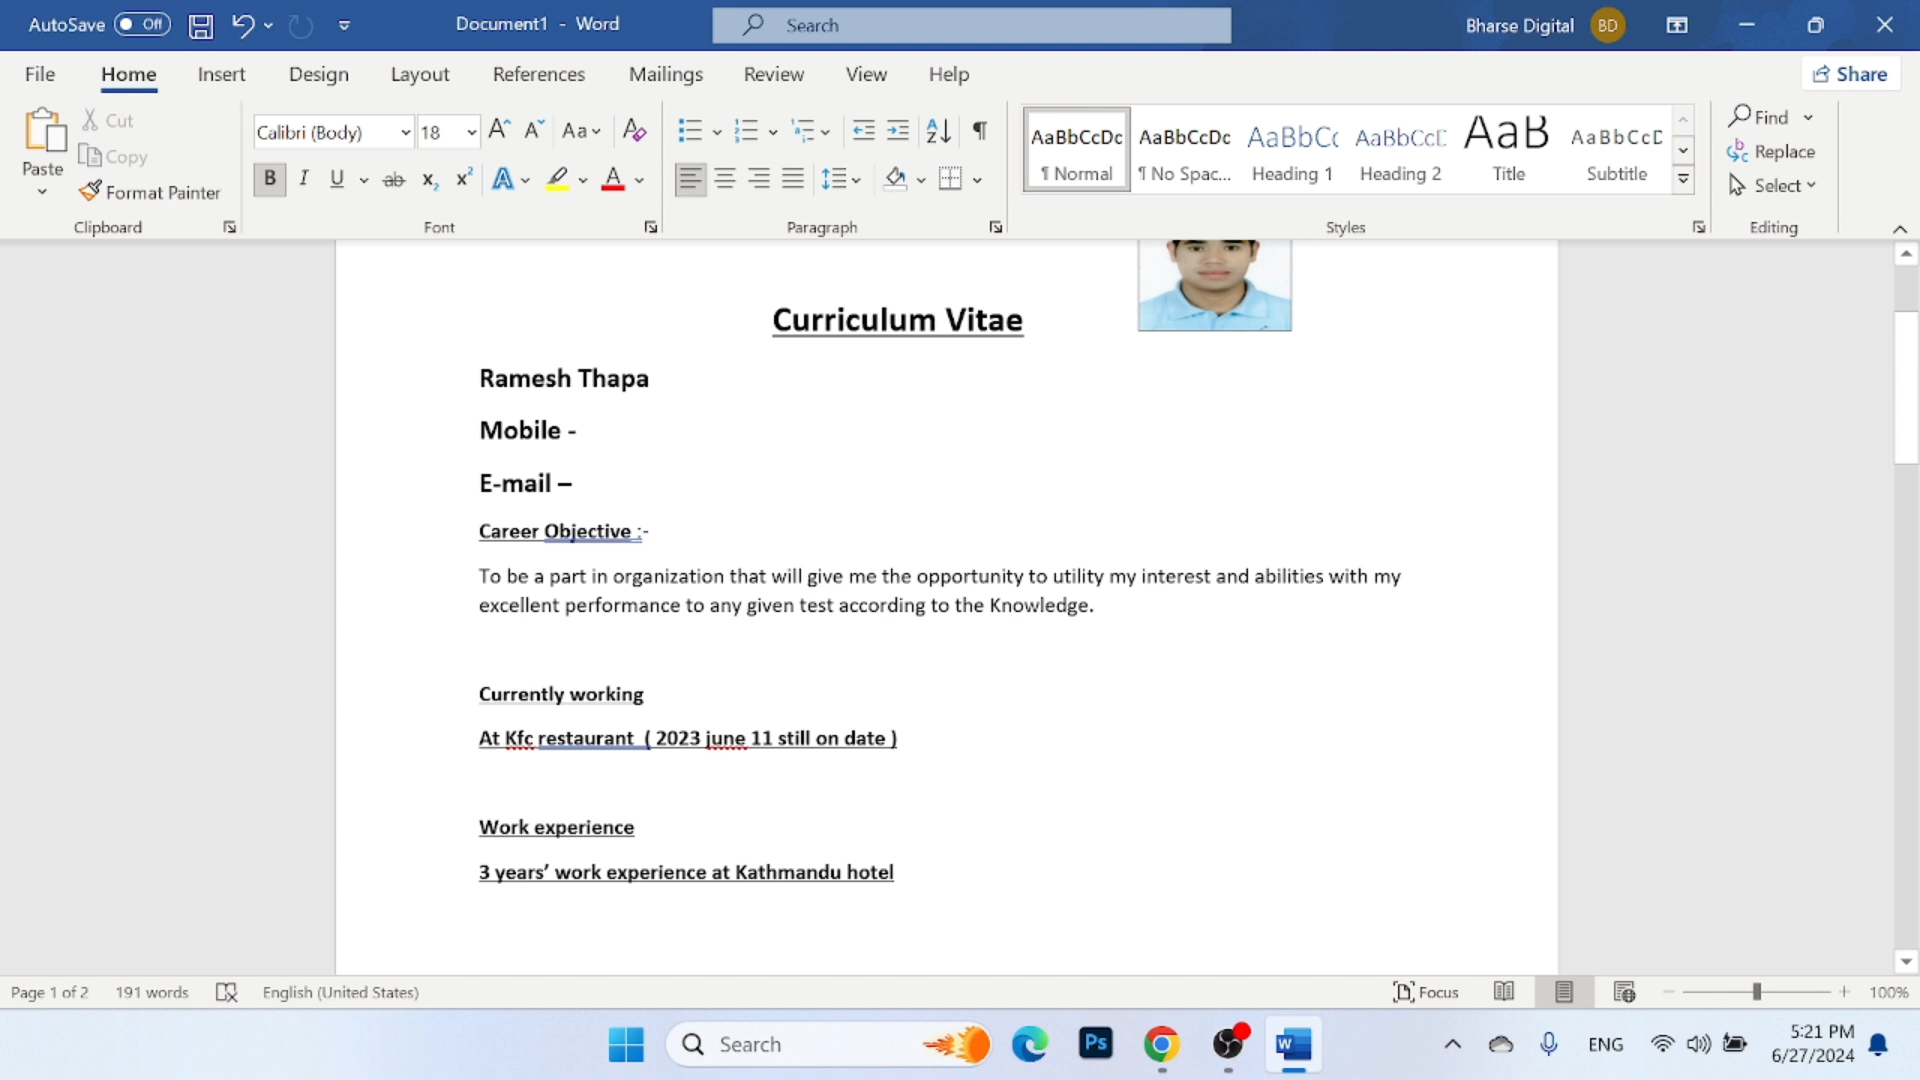 AutoSave Off Document1 - Word Search Bharse Digital BD
File Home Insert Design Layout References Mailings Review View Help Share
Paste Cut Copy Format Painter Clipboard
Calibri (Body) 18 Aa B I U ab x₂ x² A A Font
A Z ¶ Paragraph
AaBbCcDc AaBbCcDc AaBbCc AaBbCcD AaB AaBbCcD
¶ Normal ¶ No Spac... Heading 1 Heading 2 Title Subtitle
Styles
Find
Replace
Select
Editing
Curriculum Vitae
Ramesh Thapa
Mobile -
E-mail –
Career Objective :-
To be a part in organization that will give me the opportunity to utility my interest and abilities with my
excellent performance to any given test according to the Knowledge.
Currently working
At Kfc restaurant ( 2023 june 11 still on date )
Work experience
3 years’ work experience at Kathmandu hotel
Page 1 of 2 191 words English (United States) Focus 100%
Search Ps W ENG 5:21 PM
6/27/2024